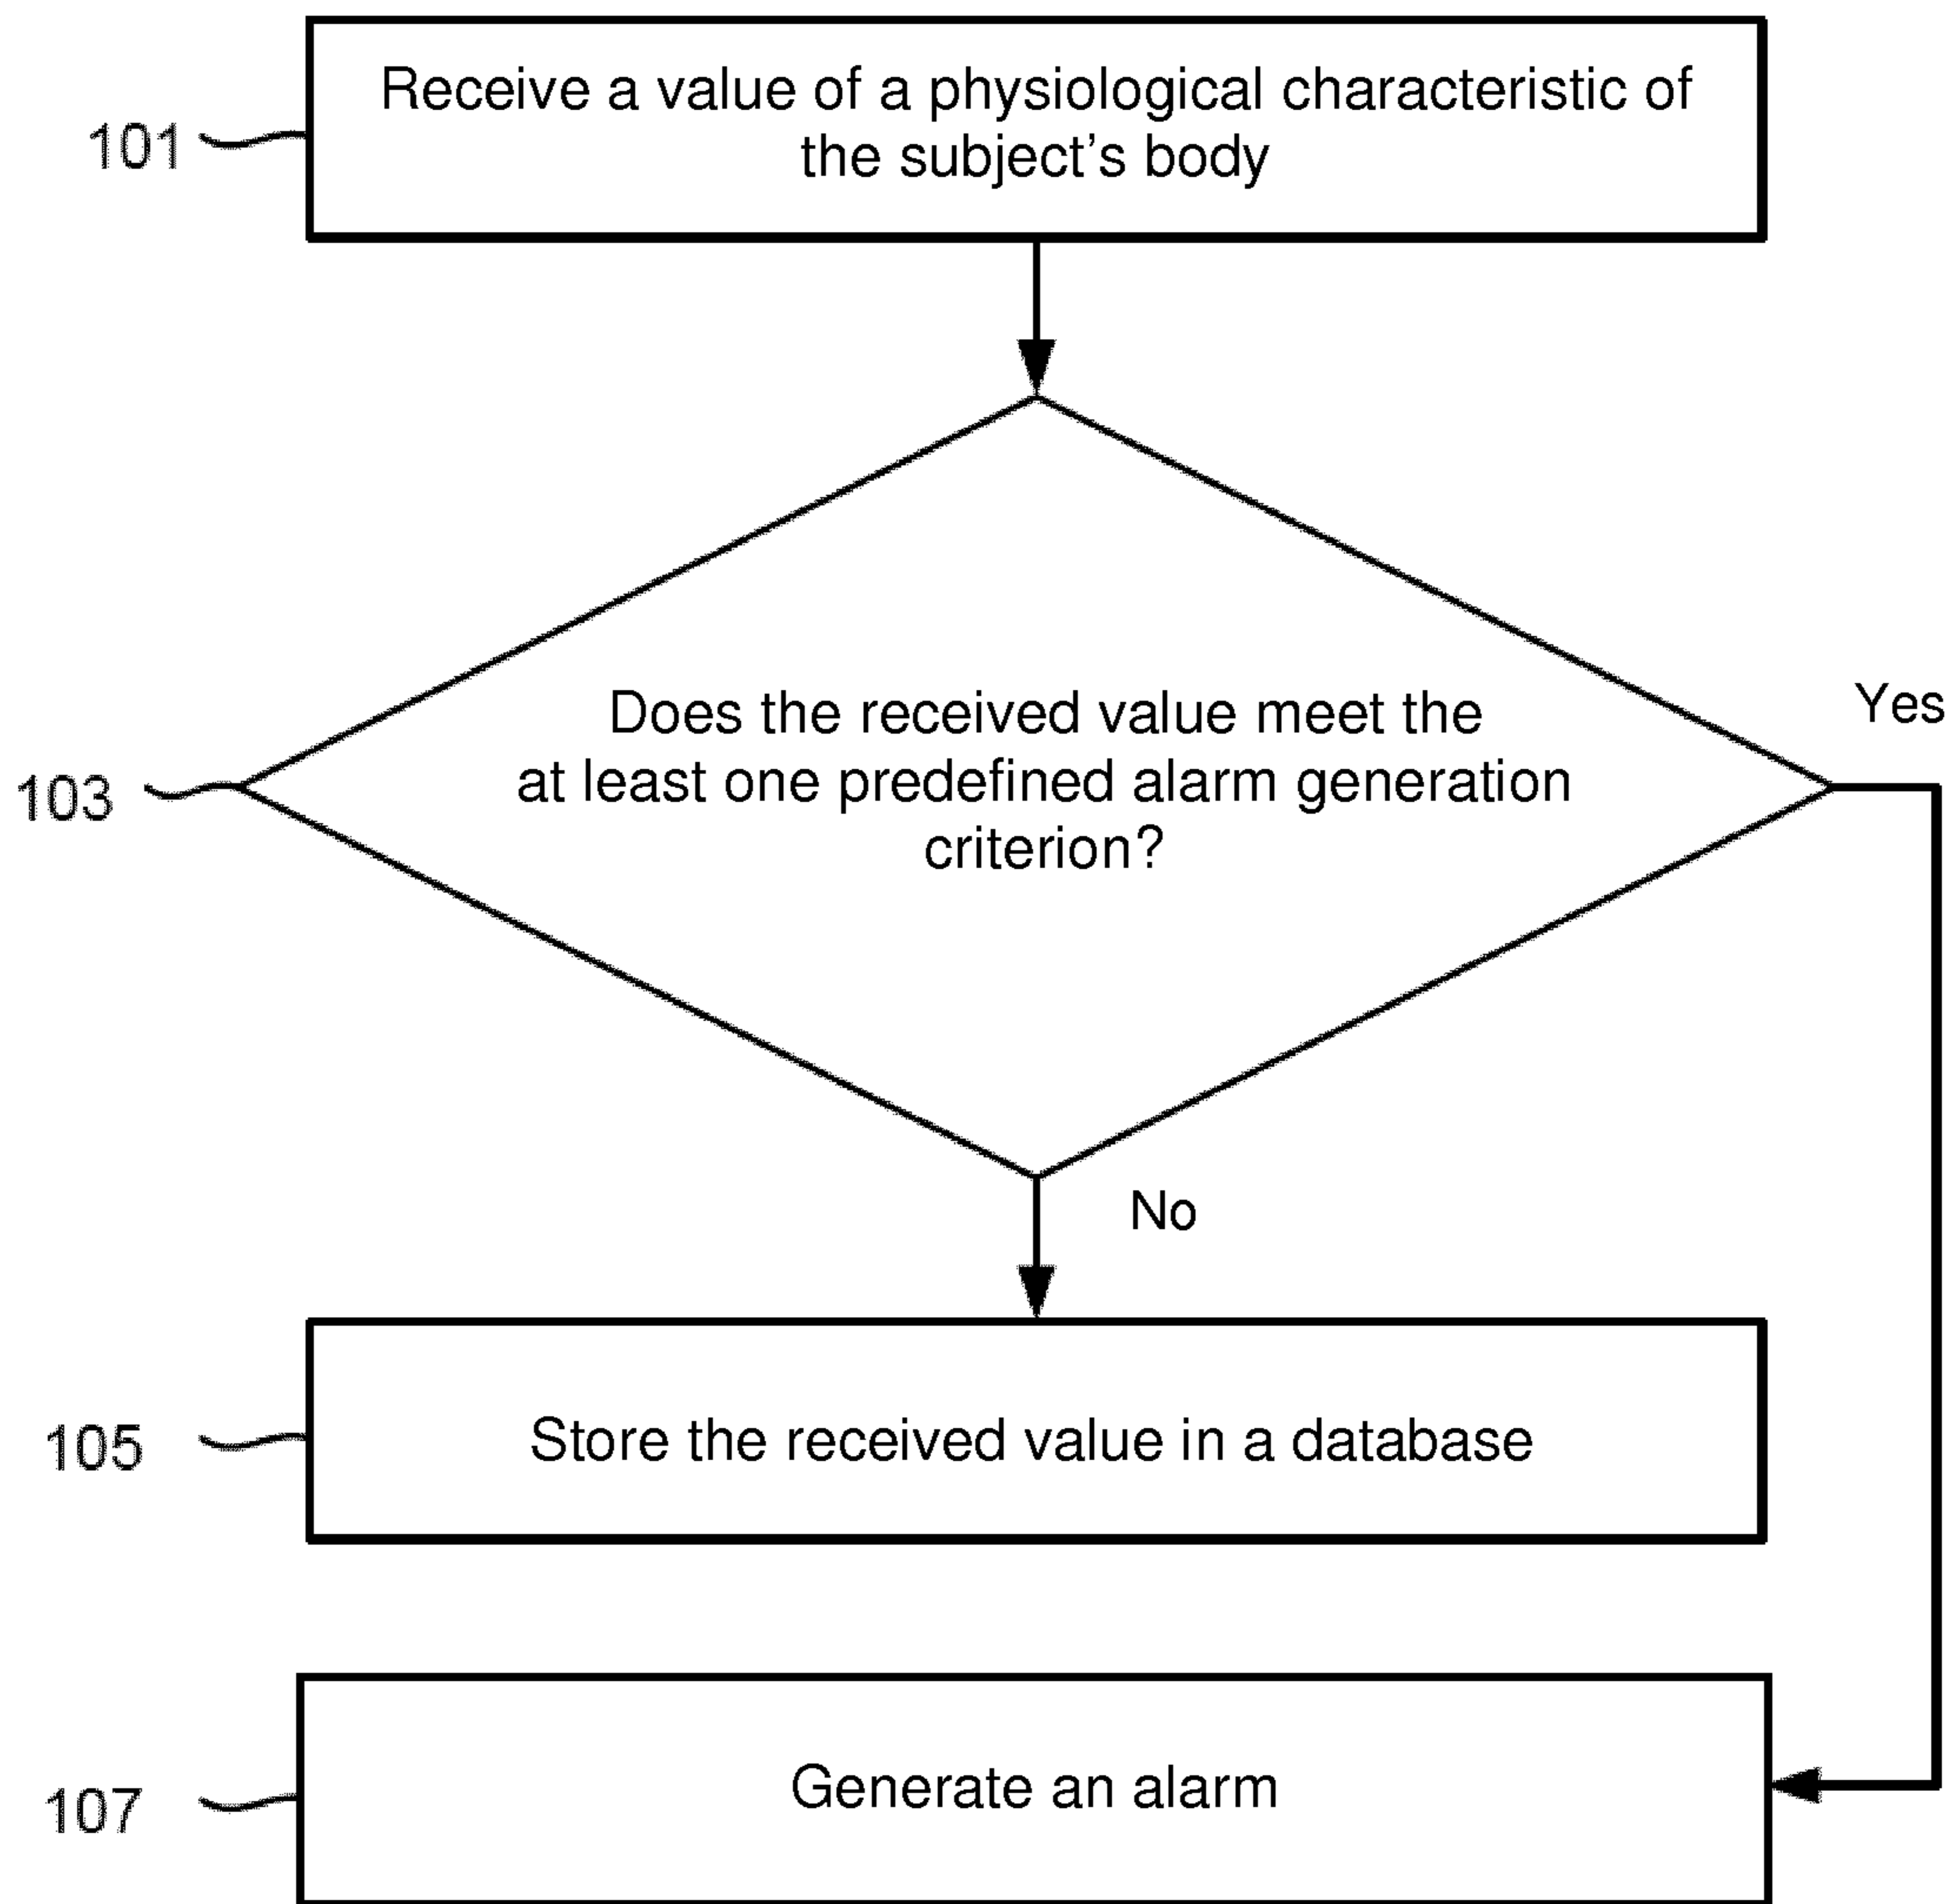 Receive a value of a physiological characteristic of
the subject's body
101
Does the received value meet the
at least one predefined alarm generation
criterion?
Yes
103
No
Store the received value in a database
105
Generate an alarm
107